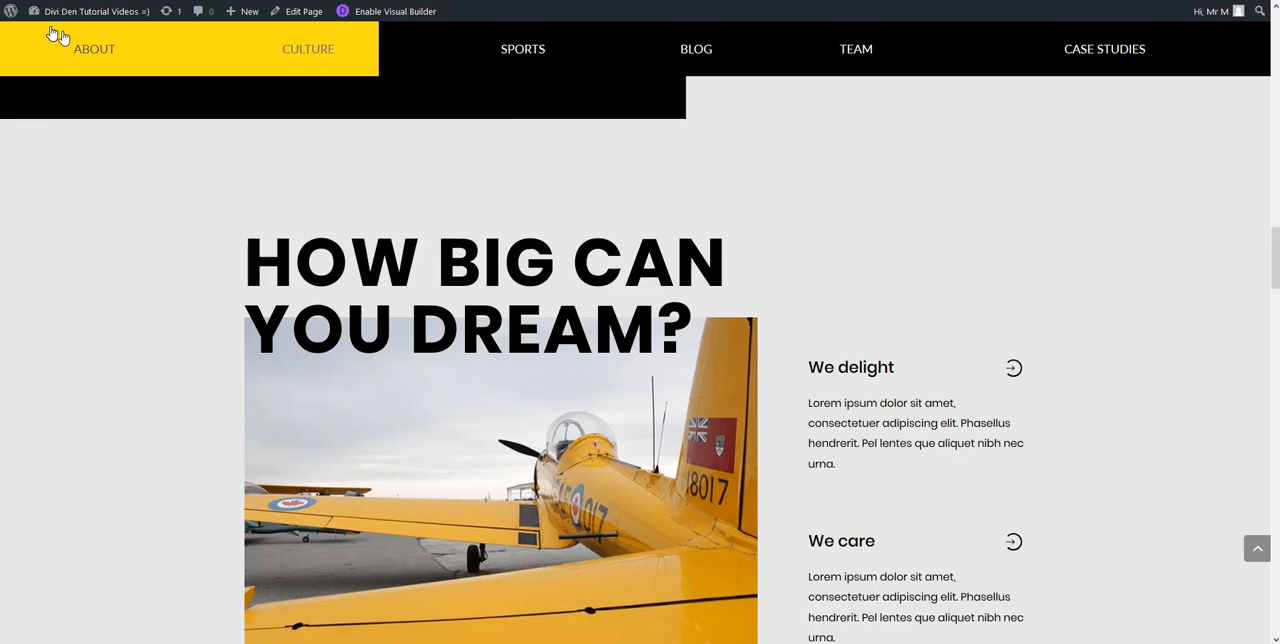 Divi Den Tutorial Videos =) 1 0 New Edit Page D Enable Visual Builder Hi, Mr M
ABOUT CULTURE SPORTS BLOG TEAM CASE STUDIES
HOW BIG CAN
YOU DREAM?
We delight
Lorem ipsum dolor sit amet,
consectetuer adipiscing elit. Phasellus
hendrerit. Pel lentes que aliquet nibh nec
urna.
18017
017
We care
Lorem ipsum dolor sit amet,
consectetuer adipiscing elit. Phasellus
hendrerit. Pel lentes que aliquet nibh nec
urna.